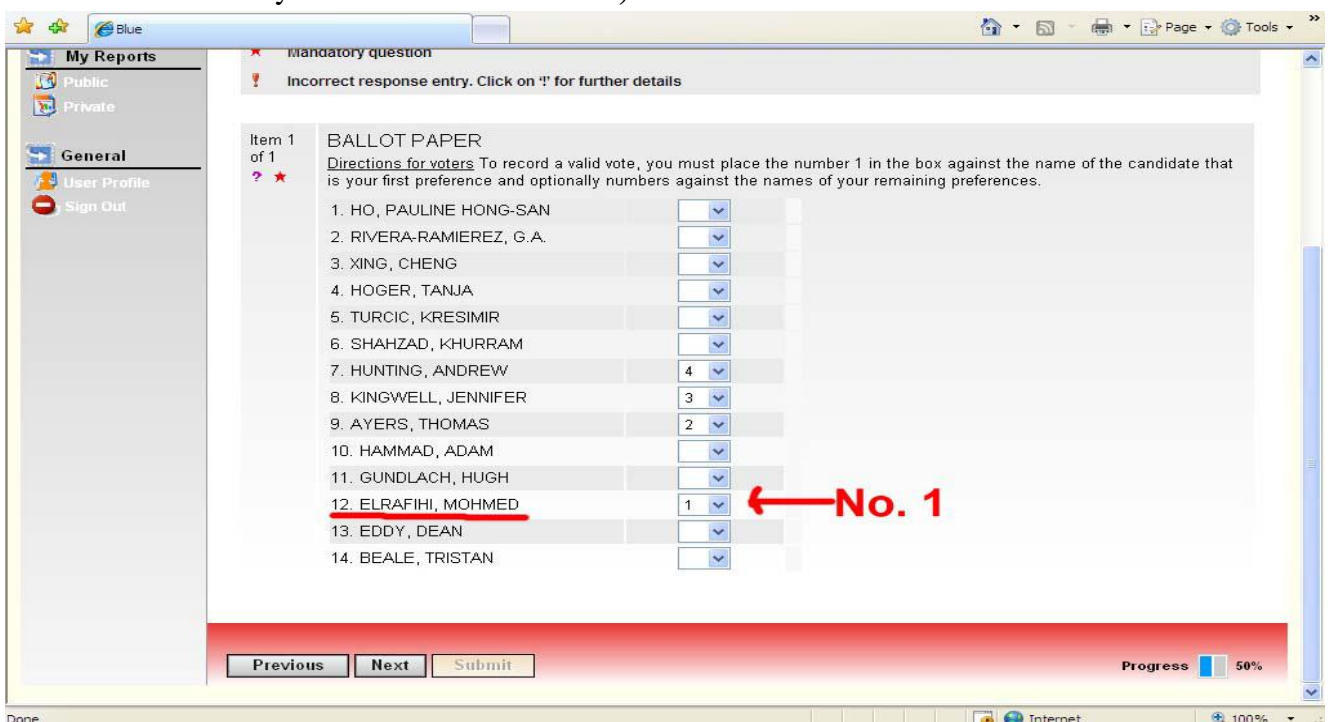 Blue
Page Tools »
My Reports
Public
Private
General
User Profile
Sign Out
★ Mandatory question
! Incorrect response entry. Click on '!' for further details
Item 1 of 1
? ★
BALLOT PAPER
Directions for voters To record a valid vote, you must place the number 1 in the box against the name of the candidate that
is your first preference and optionally numbers against the names of your remaining preferences.
1. HO, PAULINE HONG-SAN
2. RIVERA-RAMIEREZ, G.A.
3. XING, CHENG
4. HOGER, TANJA
5. TURCIC, KRESIMIR
6. SHAHZAD, KHURRAM
7. HUNTING, ANDREW 4
8. KINGWELL, JENNIFER 3
9. AYERS, THOMAS 2
10. HAMMAD, ADAM
11. GUNDLACH, HUGH
12. ELRAFIHI, MOHMED 1 No. 1
13. EDDY, DEAN
14. BEALE, TRISTAN
Previous Next Submit Progress 50%
Done Internet 100%